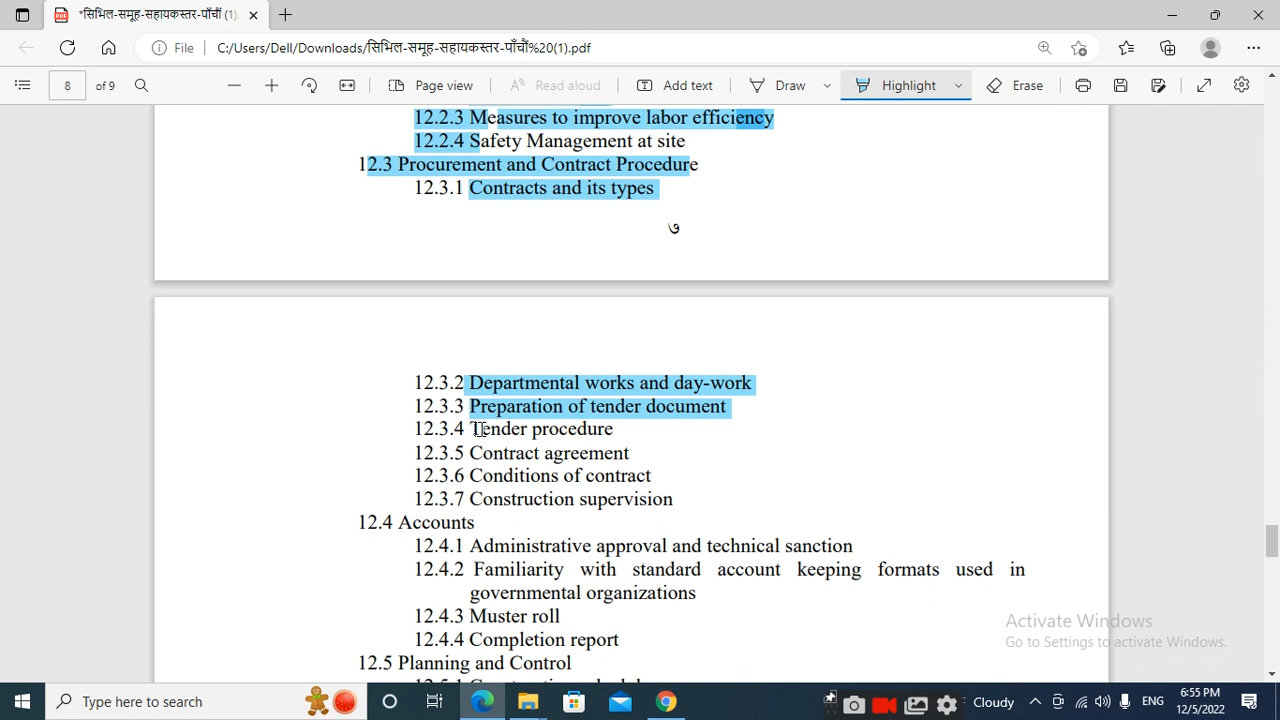 *सिभिल-समूह-सहायकस्तर-पाँचौं (1).
File C:/Users/Dell/Downloads/सिभिल-समूह-सहायकस्तर-पाँचौं%20(1).pdf
8 of 9 Page view Read aloud Add text Draw Highlight Erase
12.2.3 Measures to improve labor efficiency
12.2.4 Safety Management at site
12.3 Procurement and Contract Procedure
12.3.1 Contracts and its types
७
12.3.2 Departmental works and day-work
12.3.3 Preparation of tender document
12.3.4 Tender procedure
12.3.5 Contract agreement
12.3.6 Conditions of contract
12.3.7 Construction supervision
12.4 Accounts
12.4.1 Administrative approval and technical sanction
12.4.2 Familiarity with standard account keeping formats used in
governmental organizations
12.4.3 Muster roll
12.4.4 Completion report
12.5 Planning and Control
Activate Windows
Go to Settings to activate Windows.
Type here to search Cloudy ENG 6:55 PM
12/5/2022